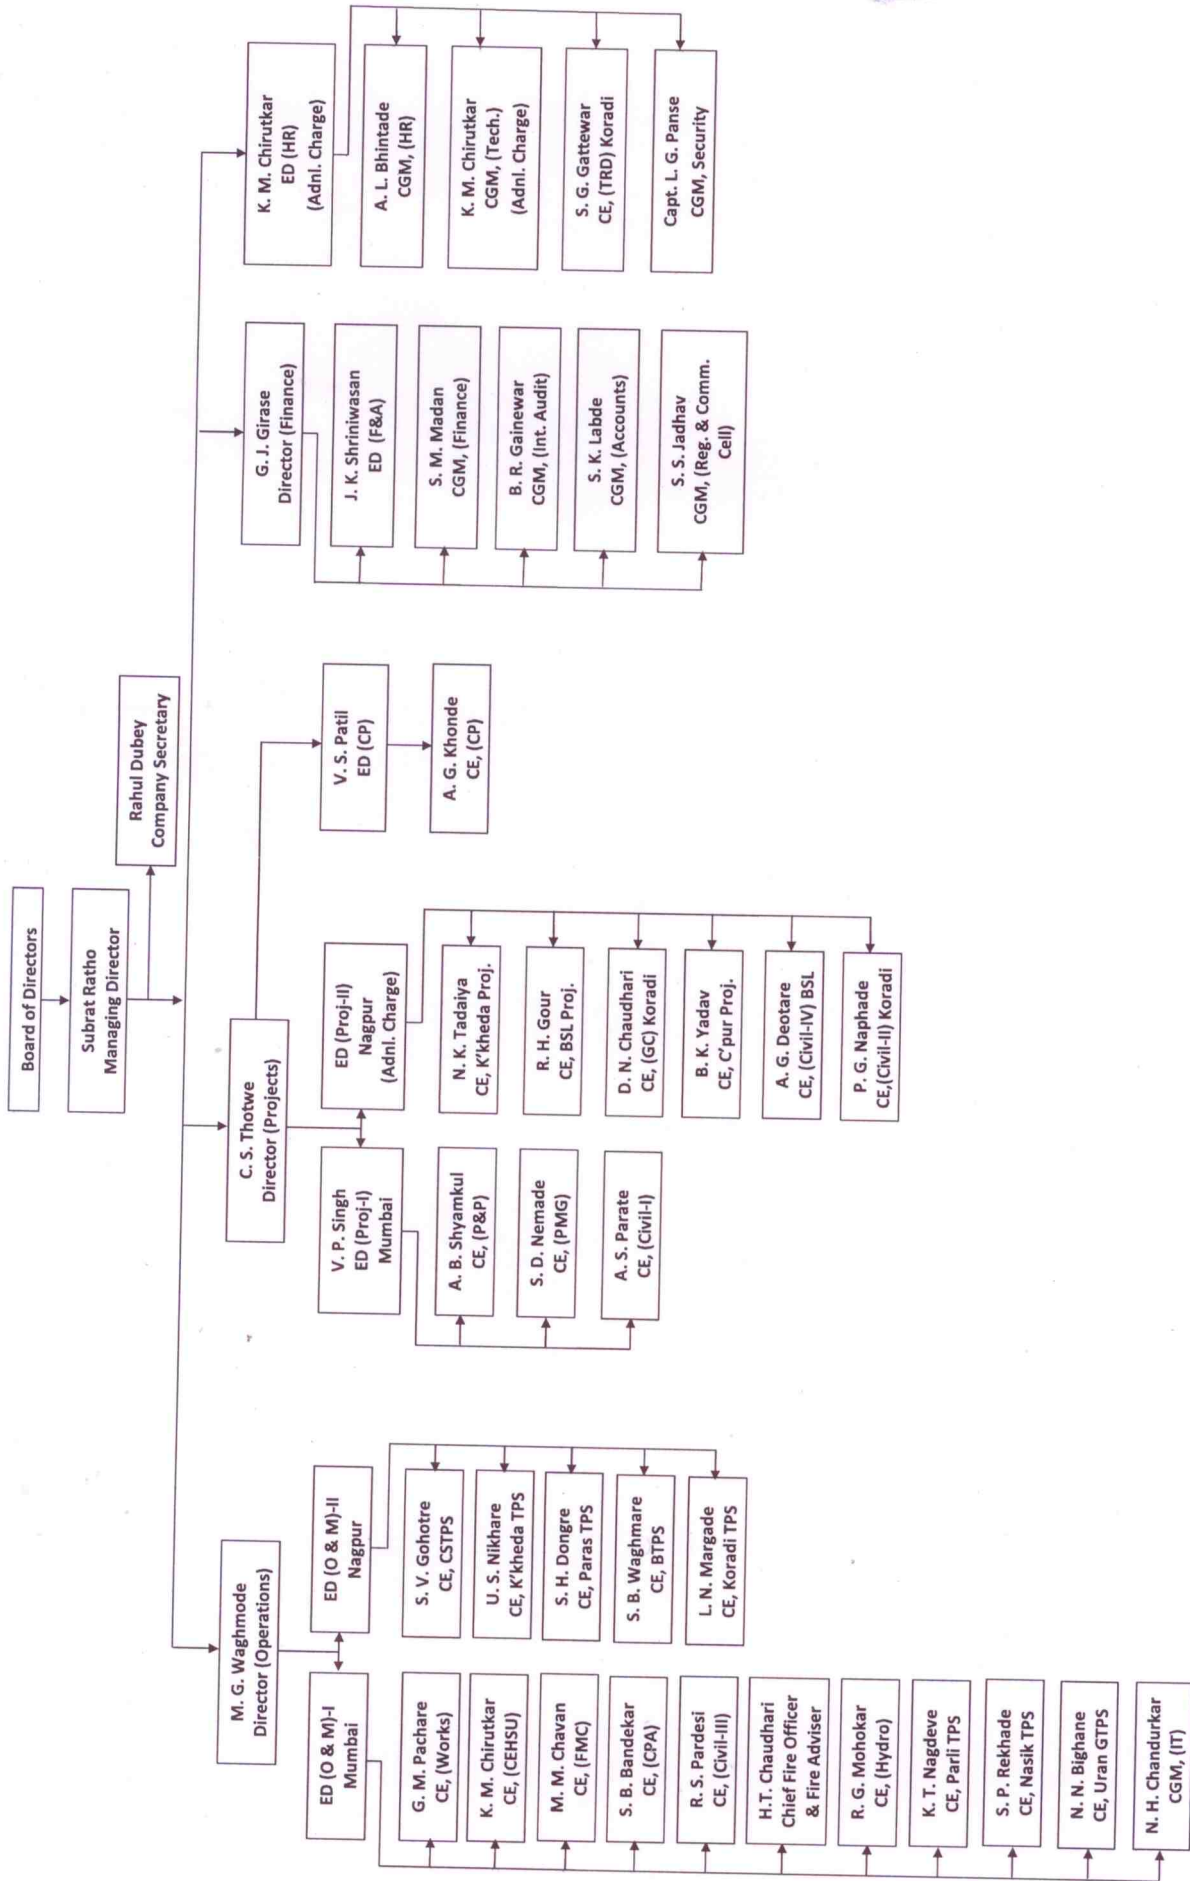 Board of Directors
Subrat Ratho
Managing Director
Rahul Dubey
Company Secretary
M. G. Waghmode
Director (Operations)
ED (O & M)-I
Mumbai
G. M. Pachare
CE, (Works)
K. M. Chirutkar
CE, (CEHSU)
M. M. Chavan
CE, (FMC)
S. B. Bandekar
CE, (CPA)
R. S. Pardesi
CE, (Civil-III)
H.T. Chaudhari
Chief Fire Officer
& Fire Adviser
R. G. Mohokar
CE, (Hydro)
K. T. Nagdeve
CE, Parli TPS
S. P. Rekhade
CE, Nasik TPS
N. N. Bighane
CE, Uran GTPS
N. H. Chandurkar
CGM, (IT)
ED (O & M)-II
Nagpur
S. V. Gohotre
CE, CSTPS
U. S. Nikhare
CE, K'kheda TPS
S. H. Dongre
CE, Paras TPS
S. B. Waghmare
CE, BTPS
L. N. Margade
CE, Koradi TPS
C. S. Thotwe
Director (Projects)
V. P. Singh
ED (Proj-I)
Mumbai
A. B. Shyamkul
CE, (P&P)
S. D. Nemade
CE, (PMG)
A. S. Parate
CE, (Civil-I)
ED (Proj-II)
Nagpur
(Adnl. Charge)
N. K. Tadaiya
CE, K'kheda Proj.
R. H. Gour
CE, BSL Proj.
D. N. Chaudhari
CE, (GC) Koradi
B. K. Yadav
CE, C'pur Proj.
A. G. Deotare
CE, (Civil-IV) BSL
P. G. Naphade
CE,(Civil-II) Koradi
V. S. Patil
ED (CP)
A. G. Khonde
CE, (CP)
G. J. Girase
Director (Finance)
J. K. Shriniwasan
ED (F&A)
S. M. Madan
CGM, (Finance)
B. R. Gainewar
CGM, (Int. Audit)
S. K. Labde
CGM, (Accounts)
S. S. Jadhav
CGM, (Reg. & Comm.
Cell)
K. M. Chirutkar
ED (HR)
(Adnl. Charge)
A. L. Bhintade
CGM, (HR)
K. M. Chirutkar
CGM, (Tech.)
(Adnl. Charge)
S. G. Gattewar
CE, (TRD) Koradi
Capt. L. G. Panse
CGM, Security